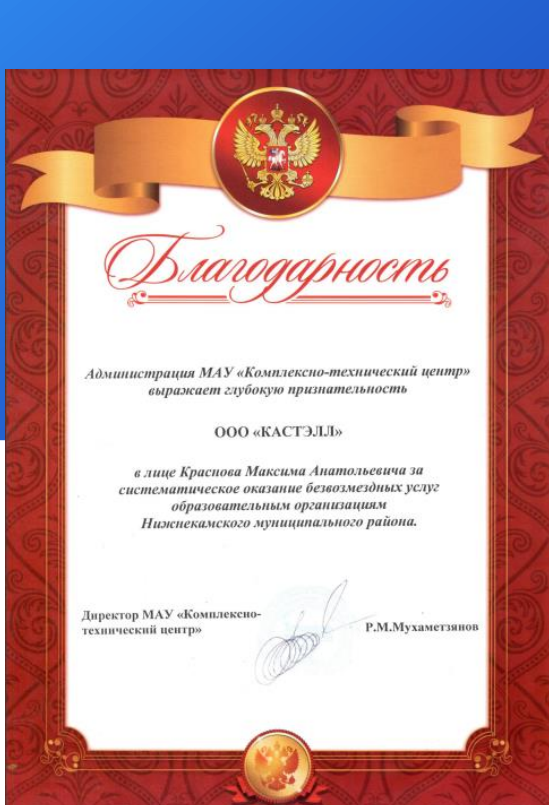 Благодарность
Администрация МАУ «Комплексно-технический центр»
выражает глубокую признательность
ООО «КАСТЭЛЛ»
в лице Краснова Максима Анатольевича за
систематическое оказание безвозмездных услуг
образовательным организациям
Нижнекамского муниципального района.
Директор МАУ «Комплексно-
технический центр»
Р.М.Мухаметзянов